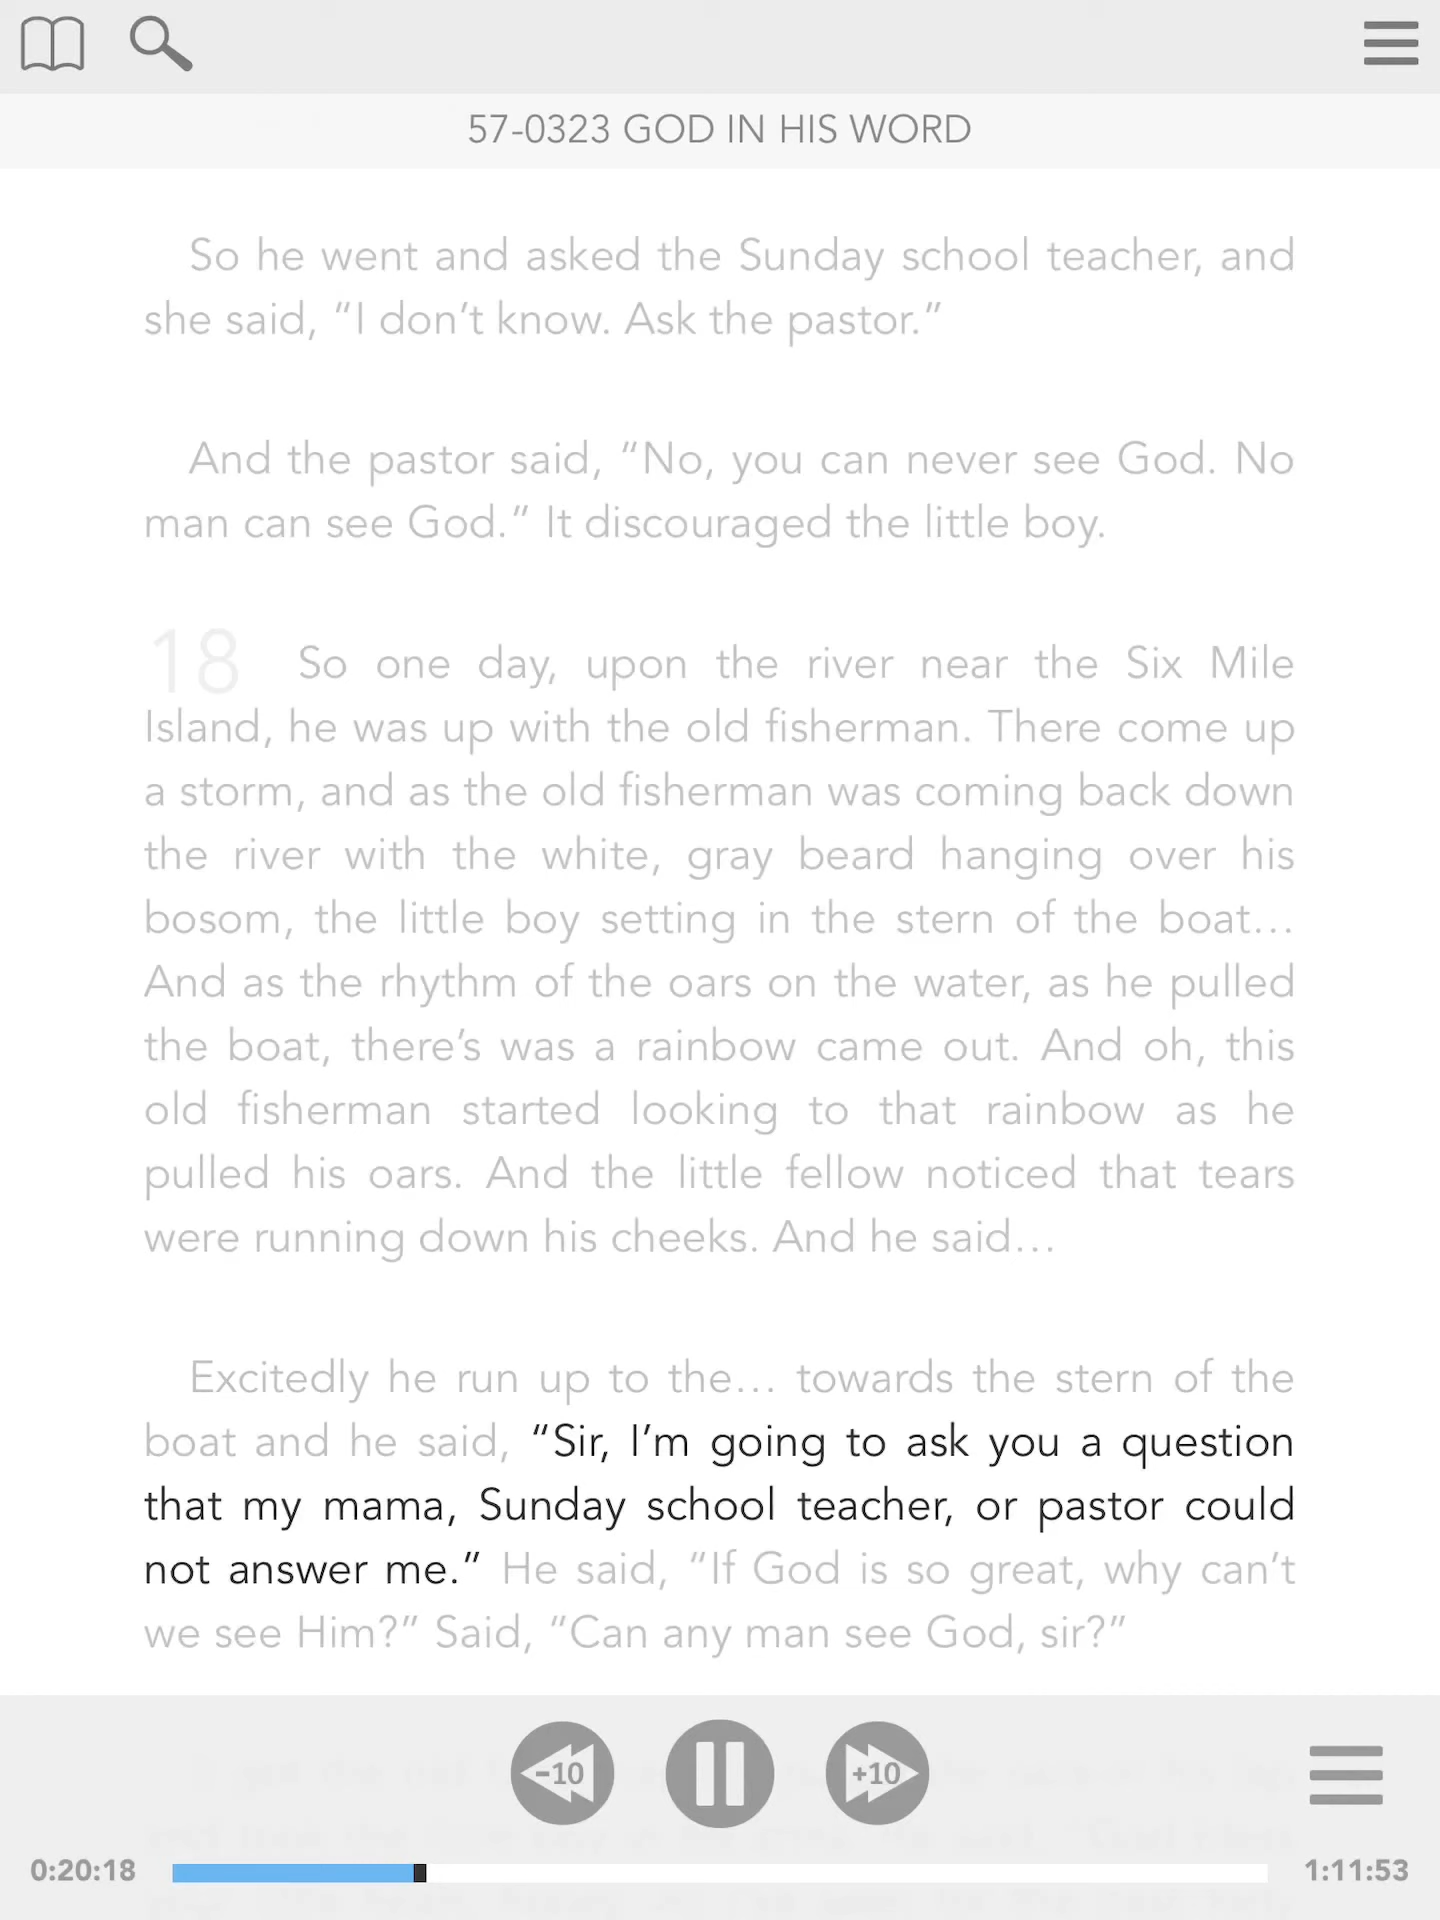 57-0323 GOD IN HIS WORD
So he went and asked the Sunday school teacher, and
she said, “I don’t know. Ask the pastor.”
And the pastor said, “No, you can never see God. No
man can see God.” It discouraged the little boy.
18 So one day, upon the river near the Six Mile
Island, he was up with the old fisherman. There come up
a storm, and as the old fisherman was coming back down
the river with the white, gray beard hanging over his
bosom, the little boy setting in the stern of the boat…
And as the rhythm of the oars on the water, as he pulled
the boat, there’s was a rainbow came out. And oh, this
old fisherman started looking to that rainbow as he
pulled his oars. And the little fellow noticed that tears
were running down his cheeks. And he said…
Excitedly he run up to the… towards the stern of the
boat and he said, “Sir, I’m going to ask you a question
that my mama, Sunday school teacher, or pastor could
not answer me.” He said, “If God is so great, why can’t
we see Him?” Said, “Can any man see God, sir?”
-10 +10
0:20:18 1:11:53